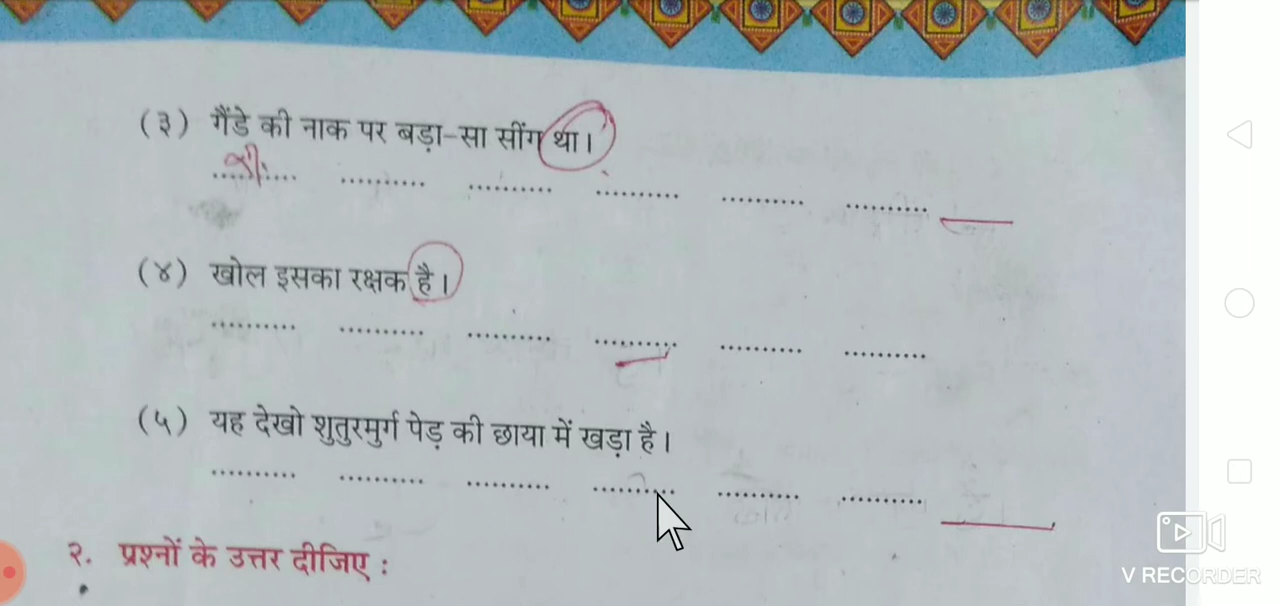 (३) गैंडे की नाक पर बड़ा-सा सींग था।
.......... .......... .......... .......... .......... ..........
(४) खोल इसका रक्षक है।
.......... .......... .......... .......... .......... ..........
(५) यह देखो शुतुरमुर्ग पेड़ की छाया में खड़ा है।
.......... .......... .......... .......... .......... ..........
२. प्रश्नों के उत्तर दीजिए :
V RECORDER